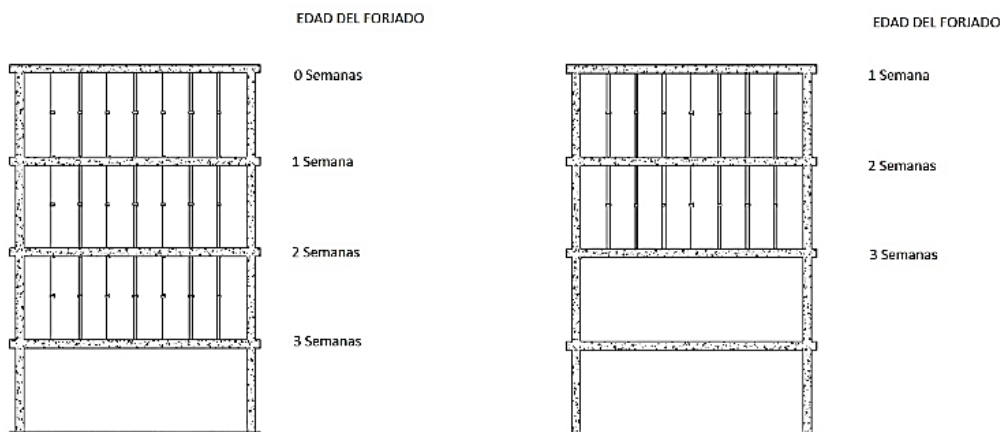 EDAD DEL FORJADO
0 Semanas
1 Semana
2 Semanas
3 Semanas
EDAD DEL FORJADO
1 Semana
2 Semanas
3 Semanas